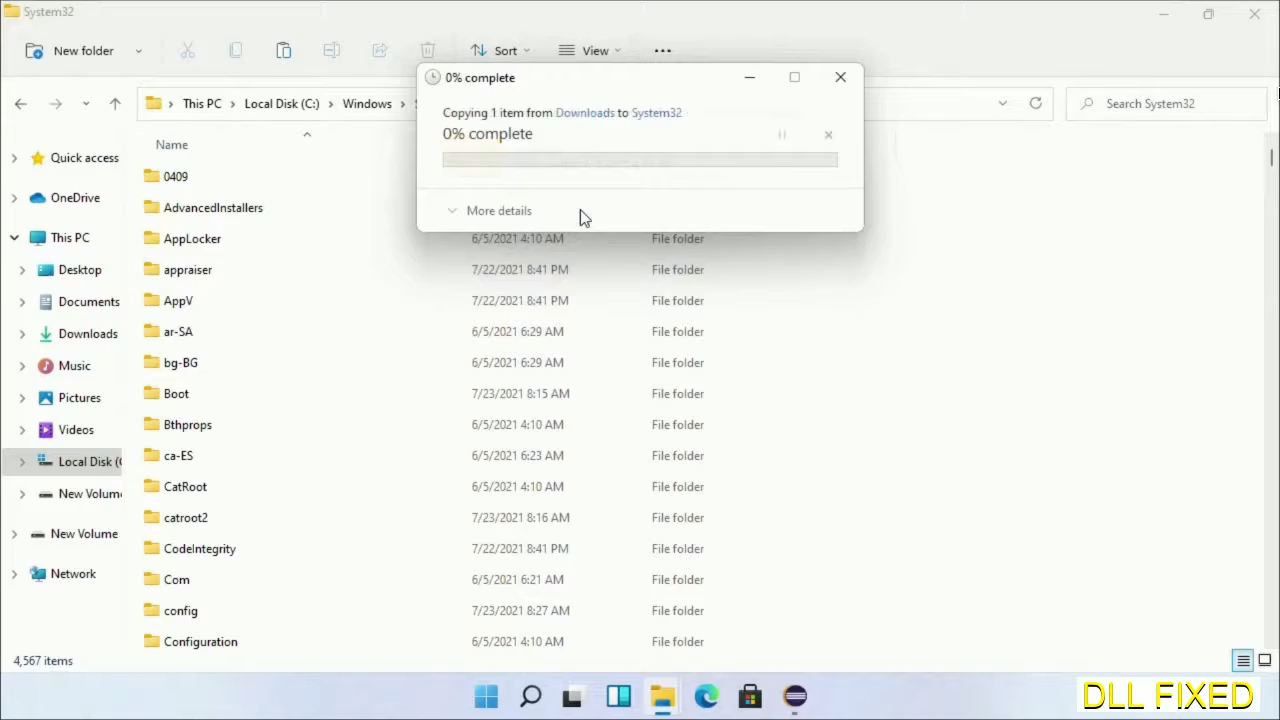 System32
New folder
Sort
View
0% complete
Copying 1 item from Downloads to System32
0% complete
More details
This PC
Local Disk (C:)
Windows
Search System32
Name
Quick access
OneDrive
This PC
Desktop
Documents
Downloads
Music
Pictures
Videos
Local Disk (C
New Volum
New Volume
Network
0409
AdvancedInstallers
AppLocker 6/5/2021 4:10 AM File folder
appraiser 7/22/2021 8:41 PM File folder
AppV 7/22/2021 8:41 PM File folder
ar-SA 6/5/2021 6:29 AM File folder
bg-BG 6/5/2021 6:29 AM File folder
Boot 7/23/2021 8:15 AM File folder
Bthprops 6/5/2021 4:10 AM File folder
ca-ES 6/5/2021 6:23 AM File folder
CatRoot 6/5/2021 4:10 AM File folder
catroot2 7/23/2021 8:16 AM File folder
CodeIntegrity 7/22/2021 8:41 PM File folder
Com 6/5/2021 6:21 AM File folder
config 7/23/2021 8:27 AM File folder
Configuration 6/5/2021 4:10 AM File folder
4,567 items
DLL FIXED